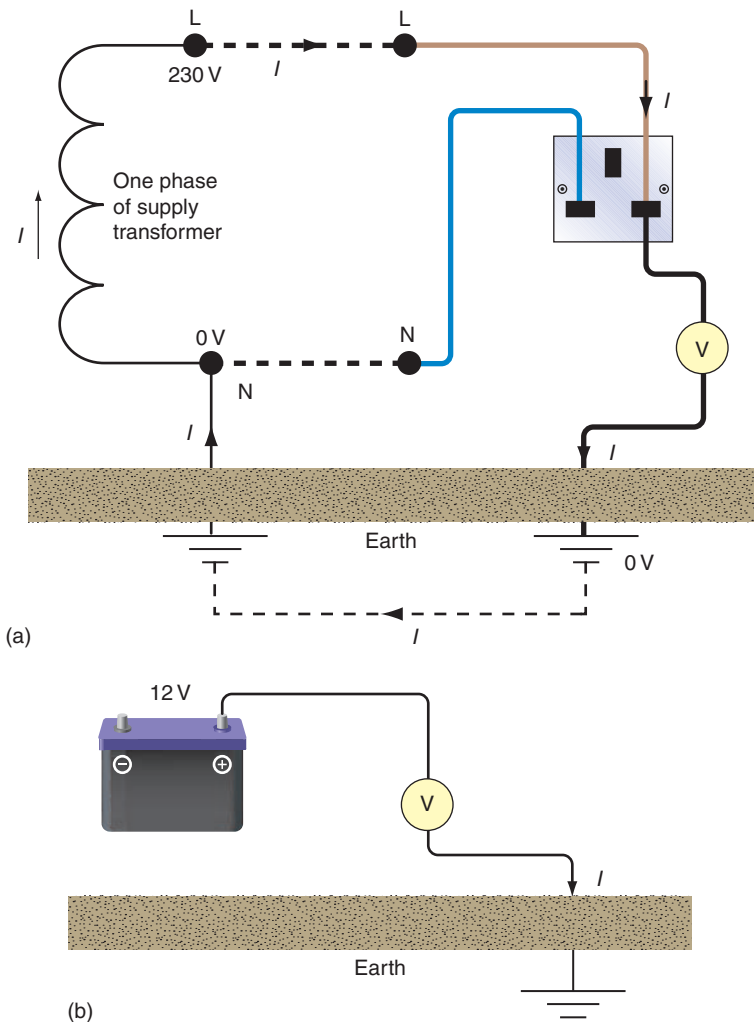 L
L
230 V
I
I
One phase
of supply
transformer
I
0 V
N
N
V
I
I
Earth
0 V
I
(a)
12 V
−
+
V
I
Earth
(b)